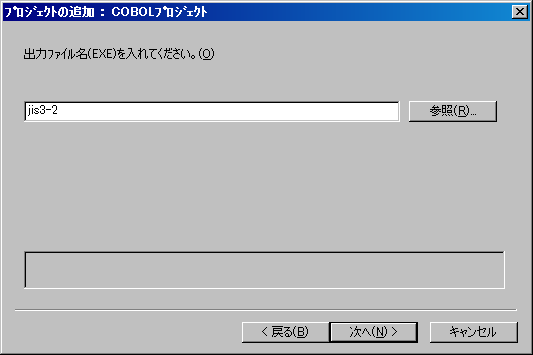 ﾌﾟﾛｼﾞｪｸﾄの追加 : COBOLﾌﾟﾛｼﾞｪｸﾄ
出力ファイル名(EXE)を入れてください。(O)
jis3-2
参照(R)...
< 戻る(B)
次へ(N) >
キャンセル